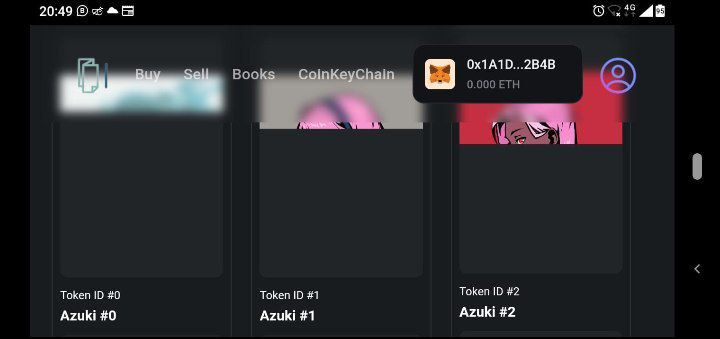 20:49
4G
95
Buy Sell Books CoinKeyChain
0x1A1D...2B4B
0.000 ETH
Token ID #0
Azuki #0
Token ID #1
Azuki #1
Token ID #2
Azuki #2